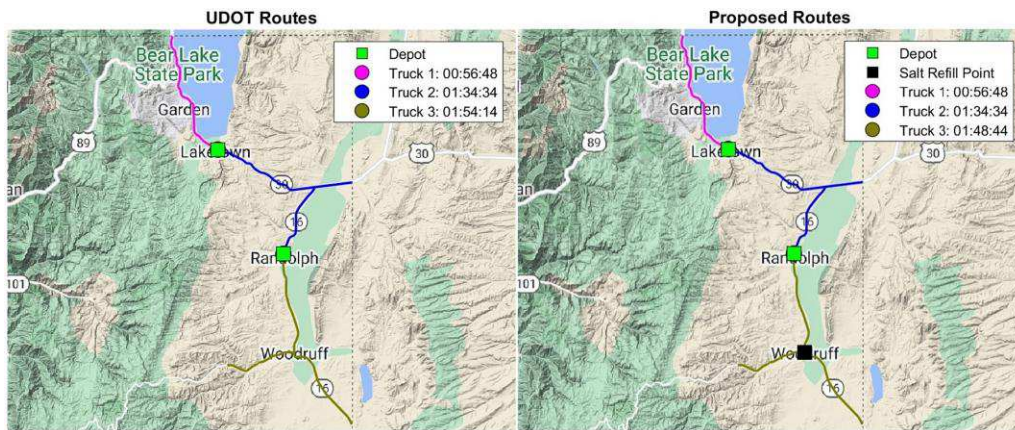 UDOT Routes
Bear Lake
State Park
Garden
89
an
Laketown
30
30
16
Randolph
101
Woodruff
16
Depot
Truck 1: 00:56:48
Truck 2: 01:34:34
Truck 3: 01:54:14
Proposed Routes
Bear Lake
State Park
Garden
89
an
Laketown
30
30
16
Randolph
101
Woodruff
16
Depot
Salt Refill Point
Truck 1: 00:56:48
Truck 2: 01:34:34
Truck 3: 01:48:44